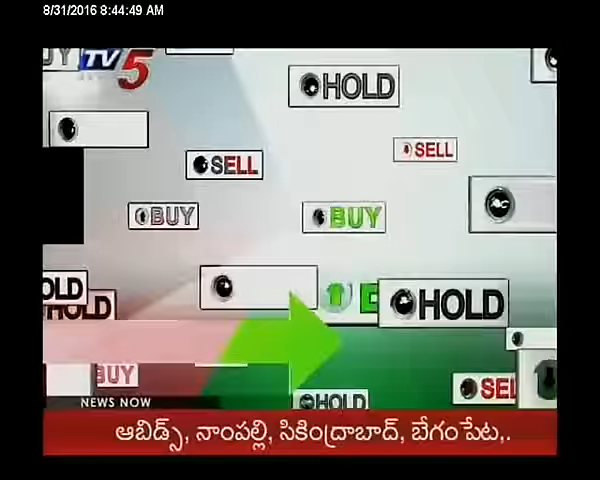 8/31/2016 8:44:49 AM
TV5
HOLD
SELL
SELL
BUY
BUY
HOLD
HOLD
BUY
SEL
HOLD
NEWS NOW
ఆబిడ్స్, నాంపల్లి, సికింద్రాబాద్, బేగంపేట,.